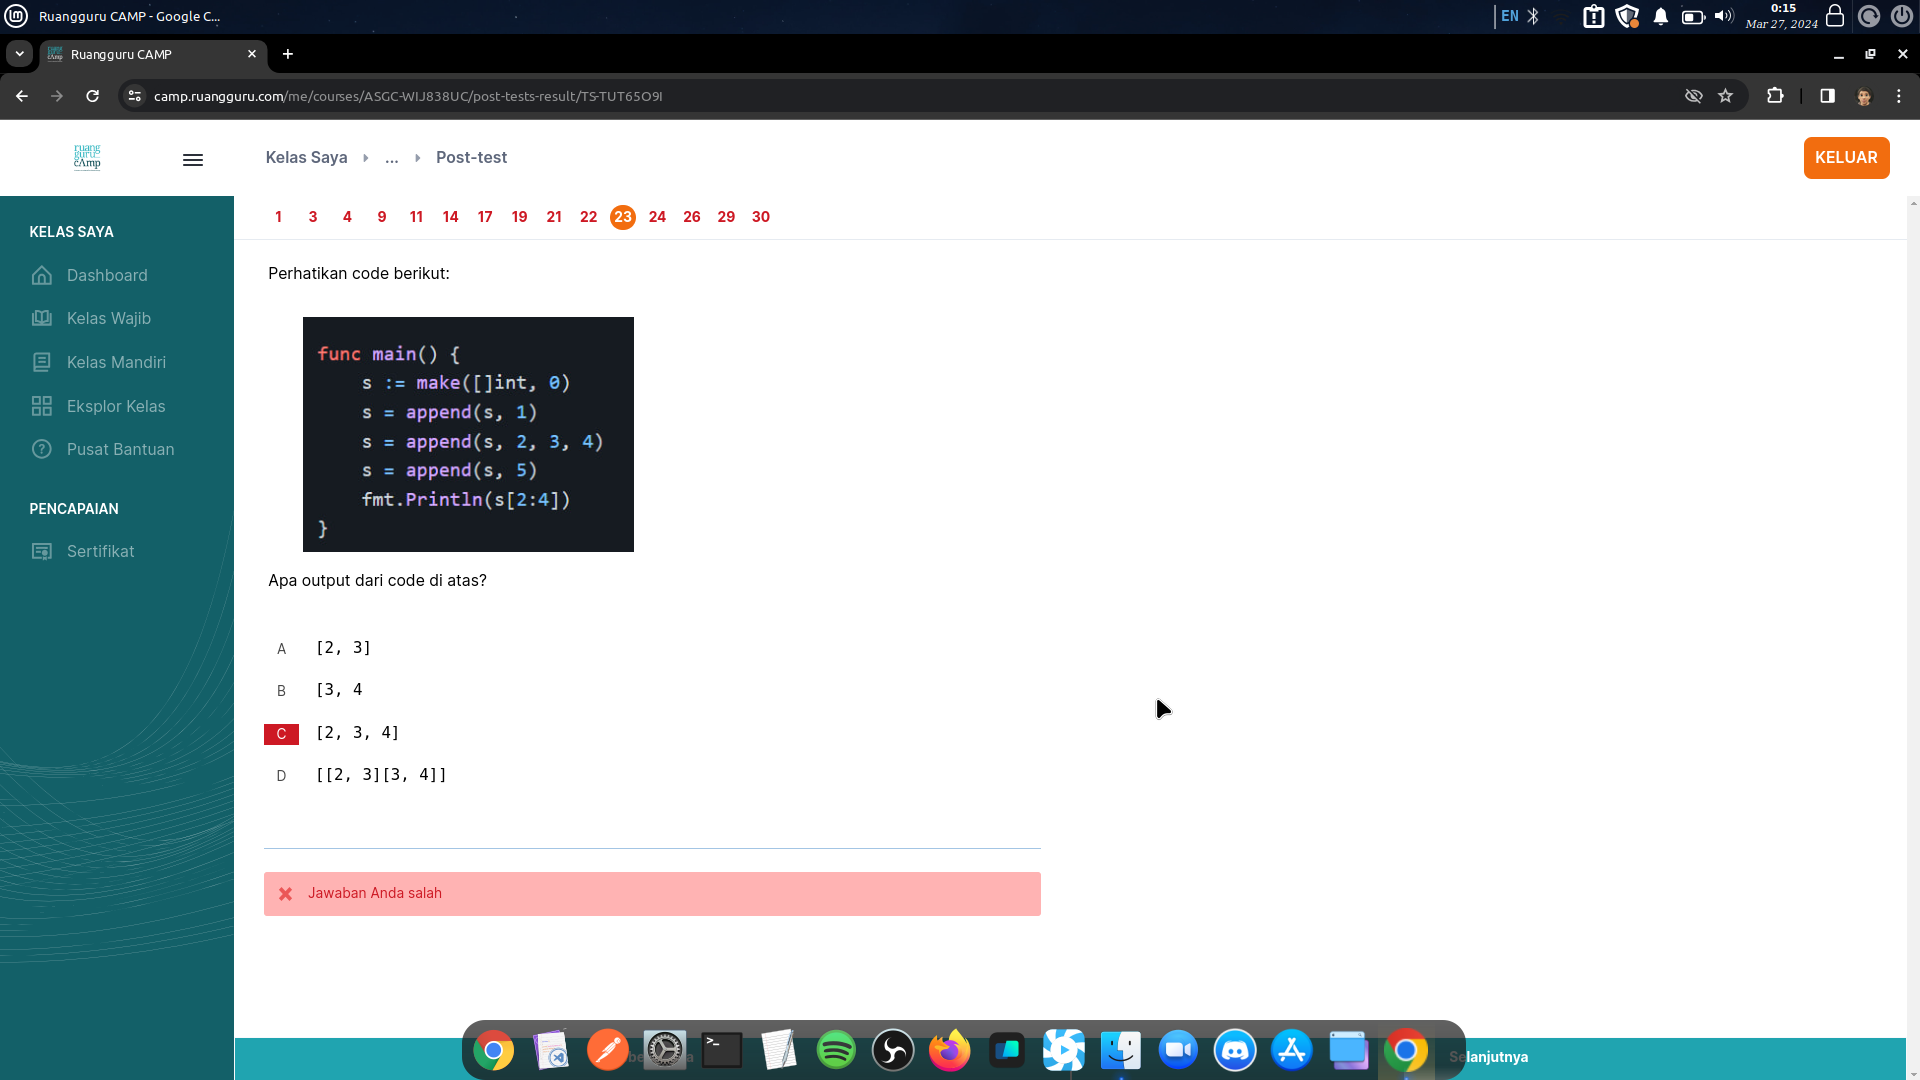 Ruangguru CAMP - Google C...
EN
0:15
Mar 27, 2024
Ruangguru CAMP
camp.ruangguru.com/me/courses/ASGC-WIJ838UC/post-tests-result/TS-TUT65O9I
ruang guru cAmp
Kelas Saya ... Post-test
KELUAR
KELAS SAYA
Dashboard
Kelas Wajib
Kelas Mandiri
Eksplor Kelas
Pusat Bantuan
PENCAPAIAN
Sertifikat
1 3 4 9 11 14 17 19 21 22 23 24 26 29 30
Perhatikan code berikut:
func main() {
s := make([]int, 0)
s = append(s, 1)
s = append(s, 2, 3, 4)
s = append(s, 5)
fmt.Println(s[2:4])
}
Apa output dari code di atas?
A [2, 3]
B [3, 4
C [2, 3, 4]
D [[2, 3][3, 4]]
Jawaban Anda salah
Selanjutnya